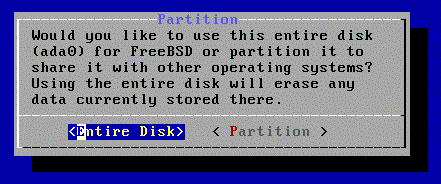 Partition
Would you like to use this entire disk
(ada0) for FreeBSD or partition it to
share it with other operating systems?
Using the entire disk will erase any
data currently stored there.
<Entire Disk> < Partition >